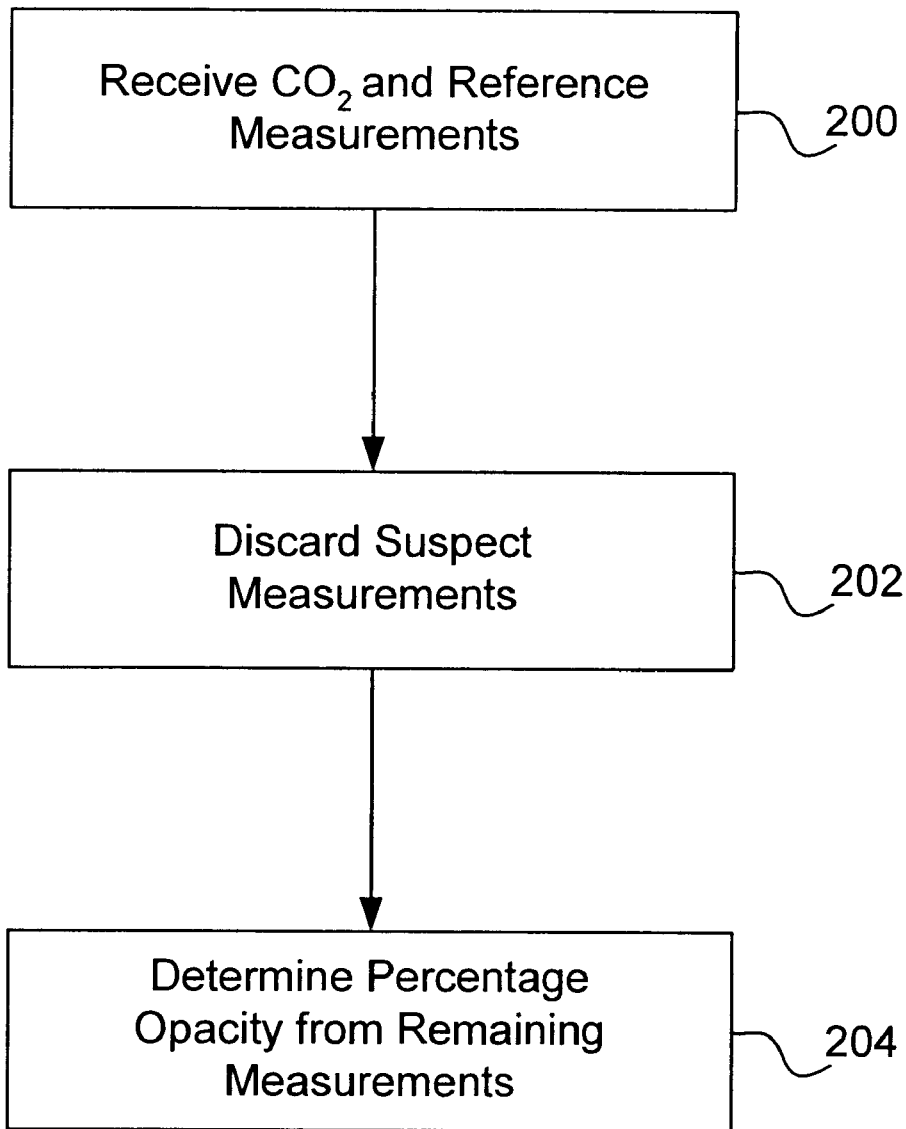 Receive CO₂ and Reference
Measurements
200
Discard Suspect
Measurements
202
Determine Percentage
Opacity from Remaining
Measurements
204